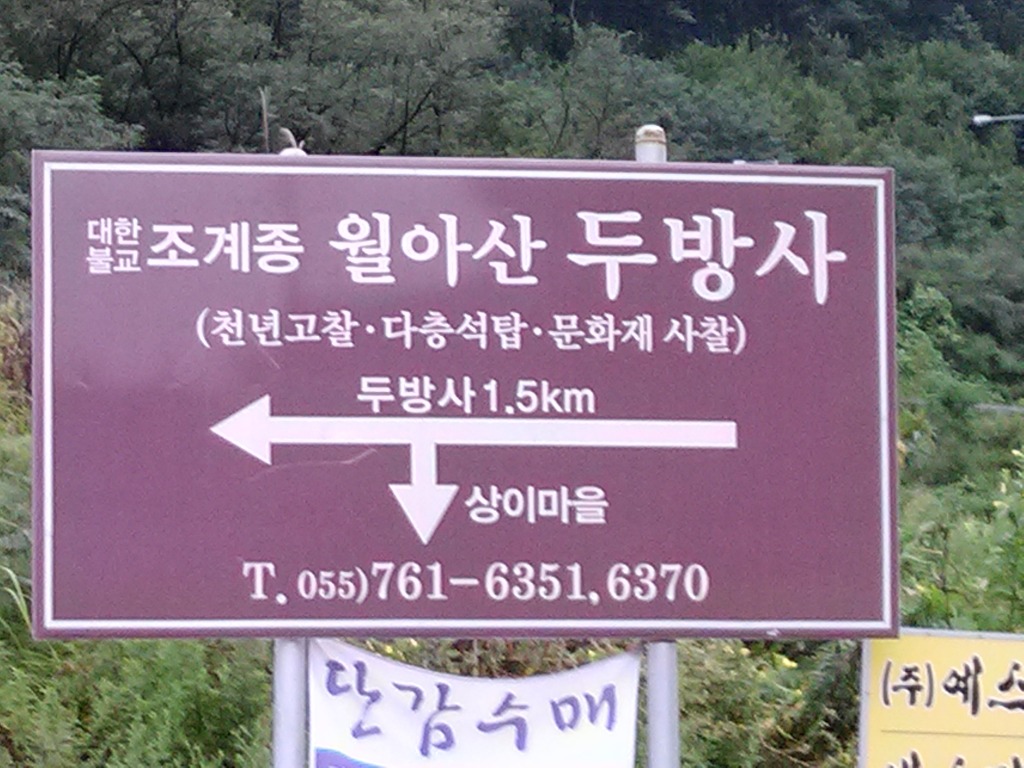 대한불교 조계종 월아산 두방사
(천년고찰·다층석탑·문화재 사찰)
두방사1.5km
상이마을
T. 055)761-6351, 6370
단감수매
(주)예스